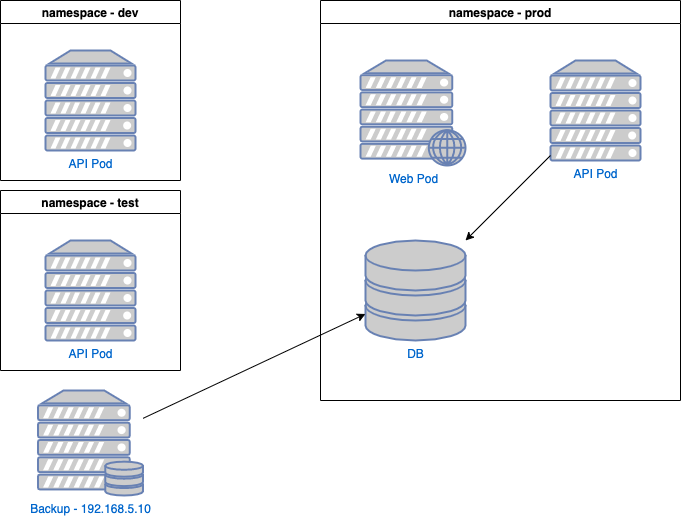 namespace - dev
API Pod
namespace - test
API Pod
Backup - 192.168.5.10
namespace - prod
Web Pod
API Pod
DB